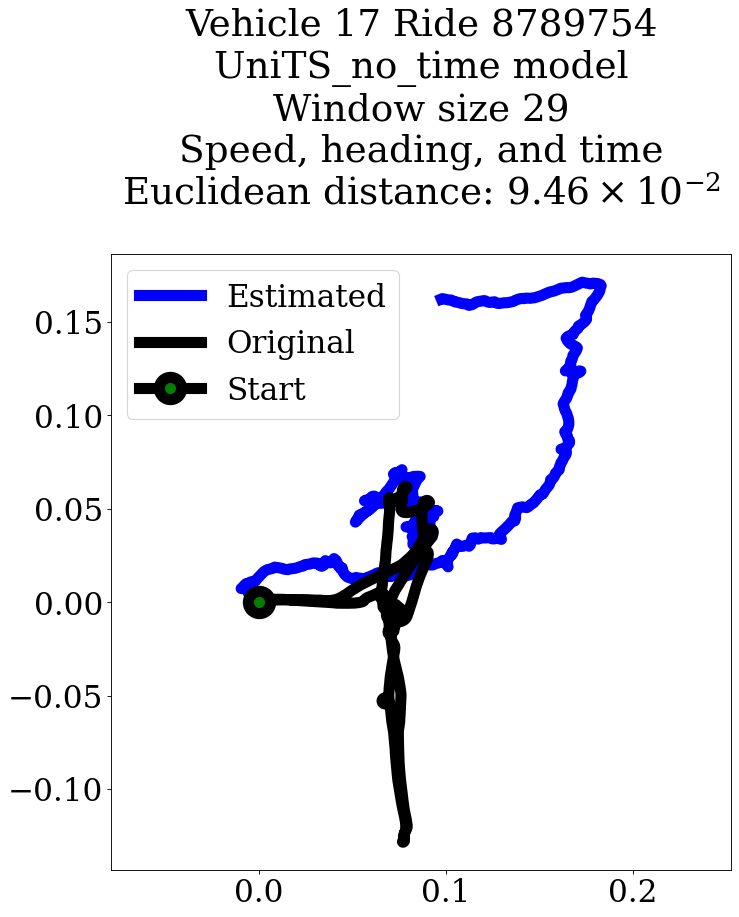 Vehicle 17 Ride 8789754
UniTS_no_time model
Window size 29
Speed, heading, and time
Euclidean distance: 9.46 × 10⁻²
Estimated
Original
Start
0.15
0.10
0.05
0.00
−0.05
−0.10
0.0 0.1 0.2